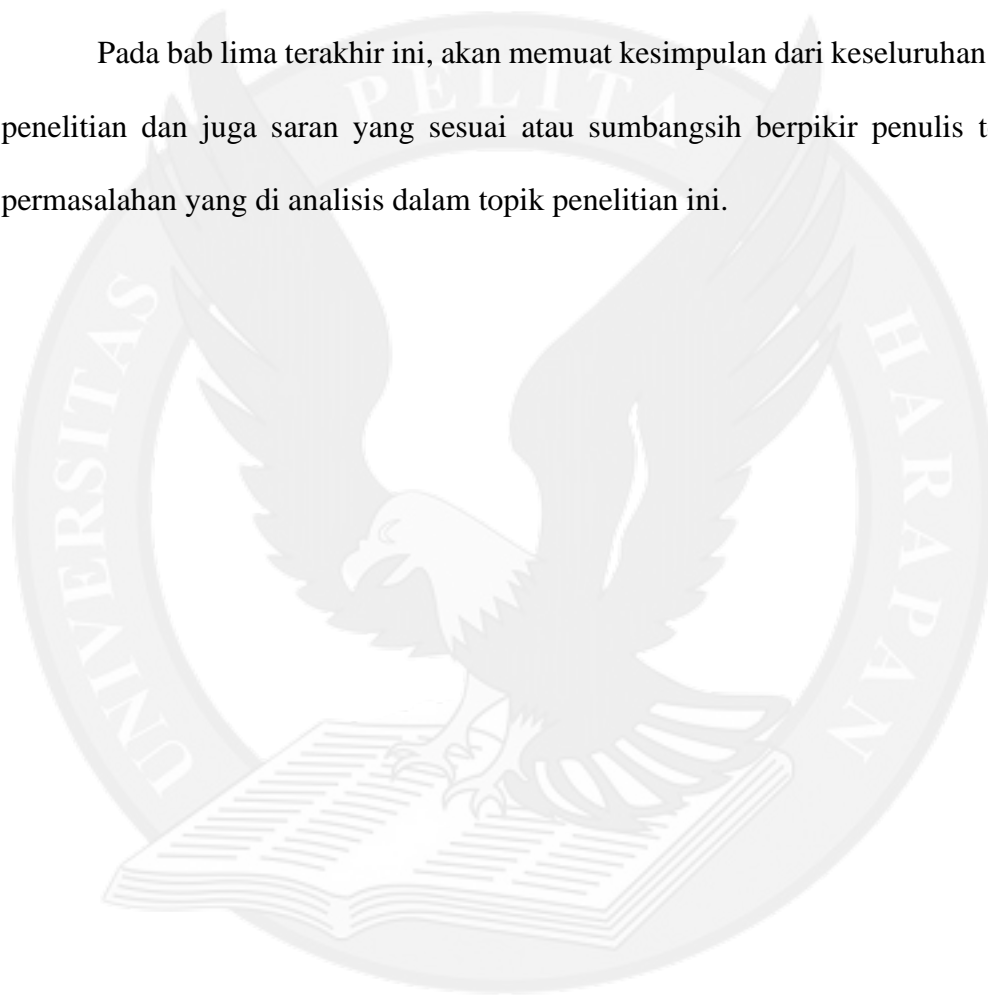 Pada bab lima terakhir ini, akan memuat kesimpulan dari keseluruhan
penelitian dan juga saran yang sesuai atau sumbangsih berpikir penulis t
permasalahan yang di analisis dalam topik penelitian ini.
UNIVERSITAS PELITA HARAPAN